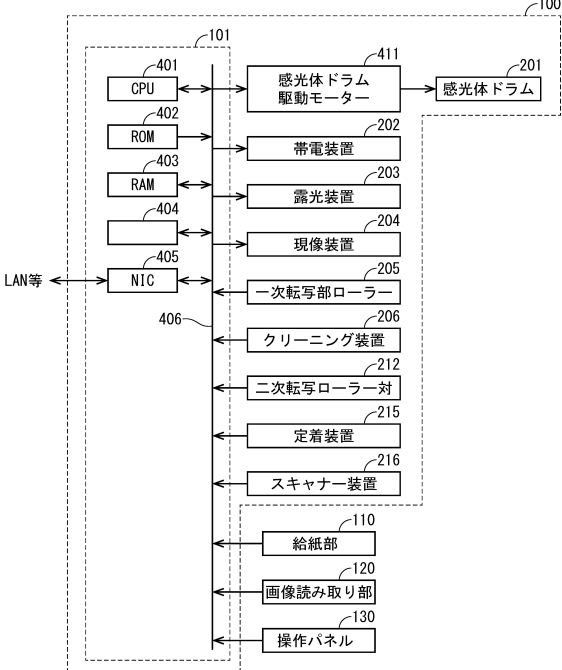 100
101
401
CPU
411
感光体ドラム
駆動モーター
201
感光体ドラム
402
ROM
202
帯電装置
403
RAM
203
露光装置
404
204
現像装置
LAN等
405
NIC
205
一次転写部ローラー
406
206
クリーニング装置
212
二次転写ローラー対
215
定着装置
216
スキャナー装置
110
給紙部
120
画像読み取り部
130
操作パネル